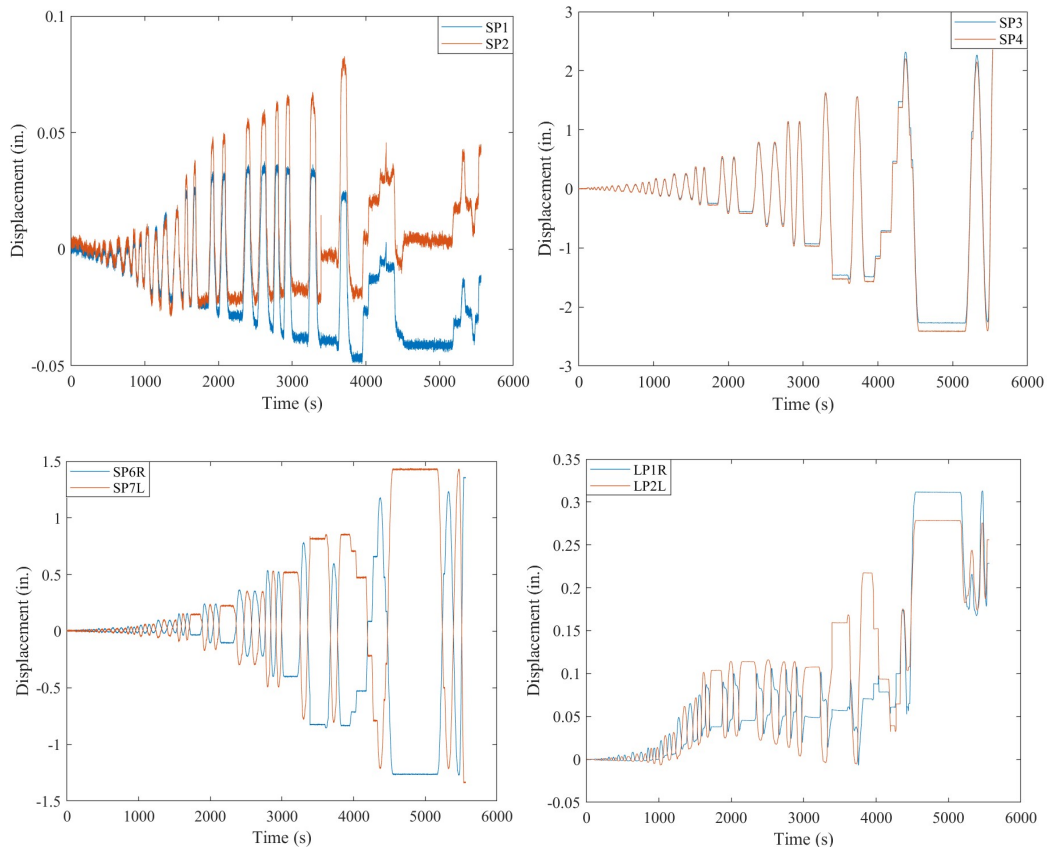 0.1
SP1
SP2
0.05
0
-0.05
0 1000 2000 3000 4000 5000 6000
Displacement (in.)
Time (s)
3
SP3
SP4
2
1
0
-1
-2
-3
0 1000 2000 3000 4000 5000 6000
Displacement (in.)
Time (s)
1.5
SP6R
SP7L
1
0.5
0
-0.5
-1
-1.5
0 1000 2000 3000 4000 5000 6000
Displacement (in.)
Time (s)
0.35
LP1R
LP2L
0.3
0.25
0.2
0.15
0.1
0.05
0
-0.05
0 1000 2000 3000 4000 5000 6000
Displacement (in.)
Time (s)